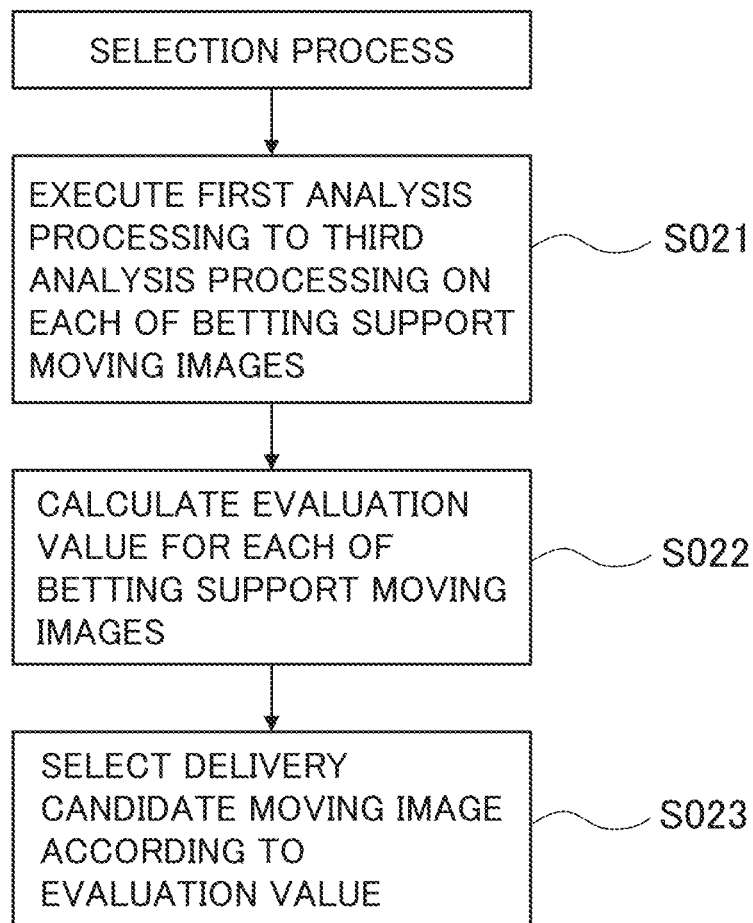 SELECTION PROCESS
EXECUTE FIRST ANALYSIS
PROCESSING TO THIRD
ANALYSIS PROCESSING ON
EACH OF BETTING SUPPORT
MOVING IMAGES
S021
CALCULATE EVALUATION
VALUE FOR EACH OF
BETTING SUPPORT MOVING
IMAGES
S022
SELECT DELIVERY
CANDIDATE MOVING IMAGE
ACCORDING TO
EVALUATION VALUE
S023